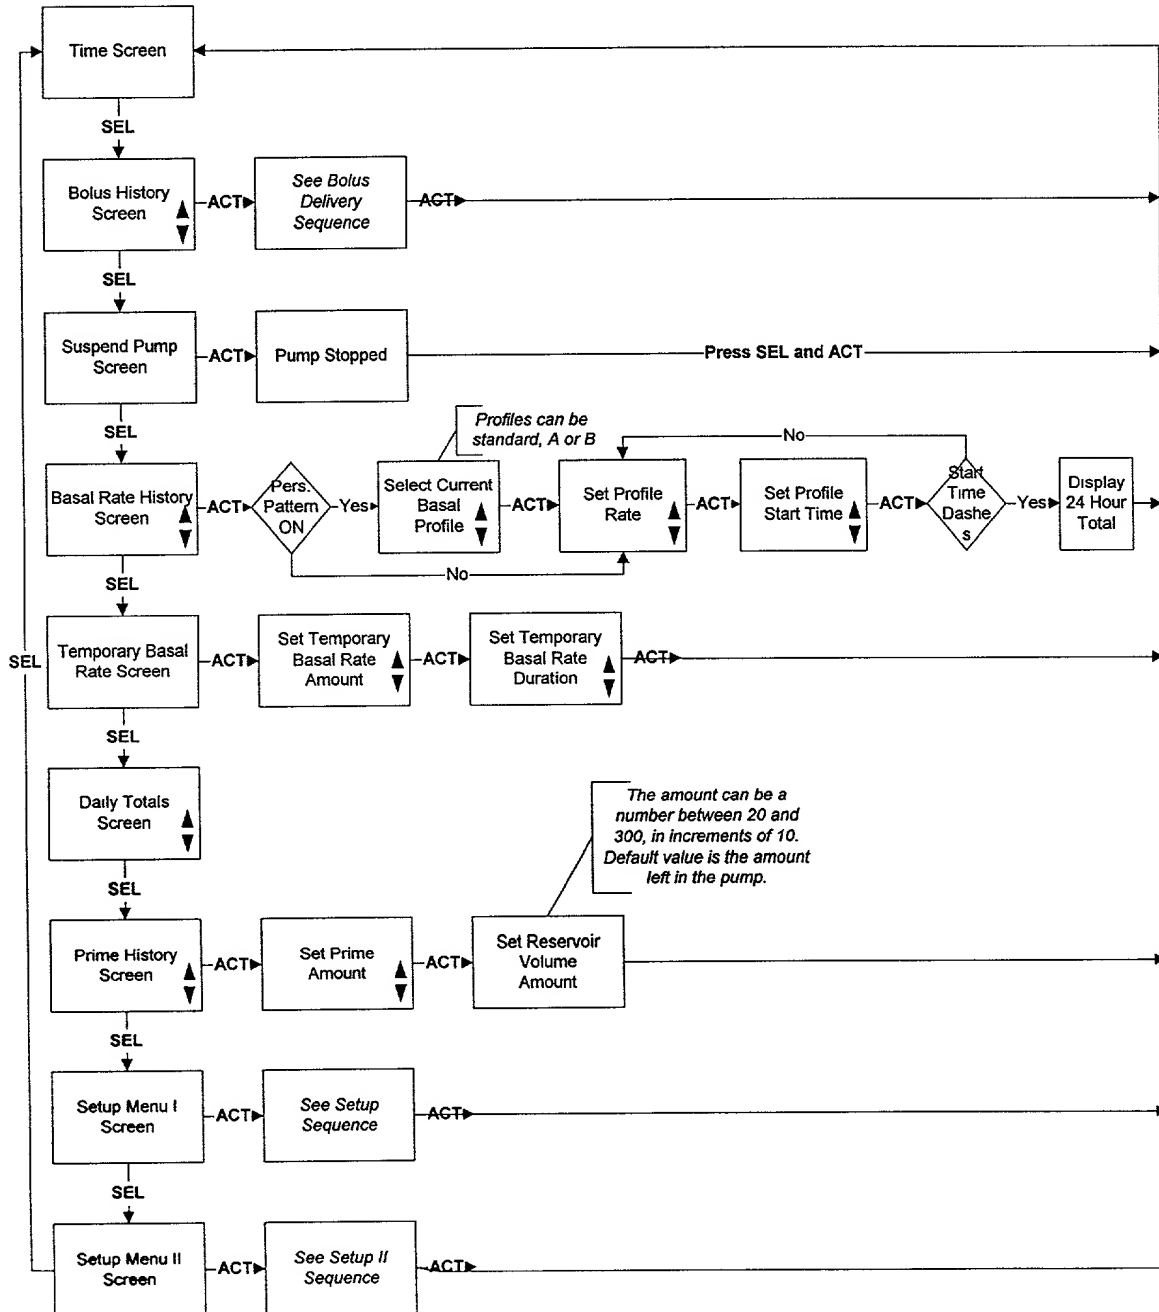 Time Screen
SEL
Bolus History
Screen
ACT
See Bolus
Delivery
Sequence
ACT
SEL
Suspend Pump
Screen
ACT
Pump Stopped
Press SEL and ACT
SEL
Profiles can be
standard, A or B
No
Basal Rate History
Screen
ACT
Pers.
Pattern
ON
Yes
Select Current
Basal
Profile
ACT
Set Profile
Rate
ACT
Set Profile
Start Time
ACT
Start
Time
Dashe
s
Yes
Display
24 Hour
Total
No
SEL
SEL
Temporary Basal
Rate Screen
ACT
Set Temporary
Basal Rate
Amount
ACT
Set Temporary
Basal Rate
Duration
ACT
SEL
Daily Totals
Screen
The amount can be a
number between 20 and
300, in increments of 10.
Default value is the amount
left in the pump.
SEL
Prime History
Screen
ACT
Set Prime
Amount
ACT
Set Reservoir
Volume
Amount
SEL
Setup Menu I
Screen
ACT
See Setup
Sequence
ACT
SEL
Setup Menu II
Screen
ACT
See Setup II
Sequence
ACT